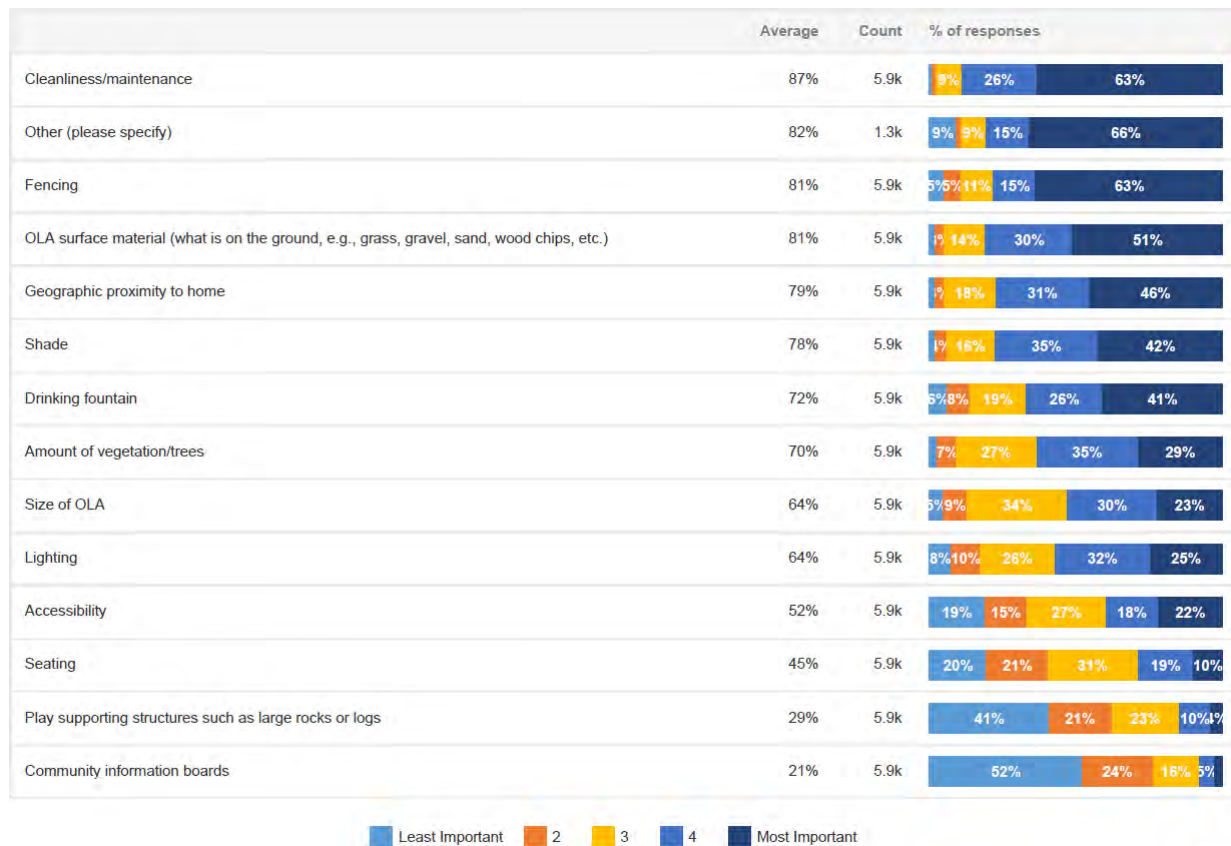 Average Count % of responses
Cleanliness/maintenance 87% 5.9k 9% 26% 63%
Other (please specify) 82% 1.3k 9% 9% 15% 66%
Fencing 81% 5.9k 5% 5% 11% 15% 63%
OLA surface material (what is on the ground, e.g., grass, gravel, sand, wood chips, etc.) 81% 5.9k 14% 30% 51%
Geographic proximity to home 79% 5.9k 18% 31% 46%
Shade 78% 5.9k 4% 16% 35% 42%
Drinking fountain 72% 5.9k 6% 8% 19% 26% 41%
Amount of vegetation/trees 70% 5.9k 7% 27% 35% 29%
Size of OLA 64% 5.9k 5% 9% 34% 30% 23%
Lighting 64% 5.9k 8% 10% 26% 32% 25%
Accessibility 52% 5.9k 19% 15% 27% 18% 22%
Seating 45% 5.9k 20% 21% 31% 19% 10%
Play supporting structures such as large rocks or logs 29% 5.9k 41% 21% 23% 10% 4%
Community information boards 21% 5.9k 52% 24% 16% 5%
Least Important 2 3 4 Most Important